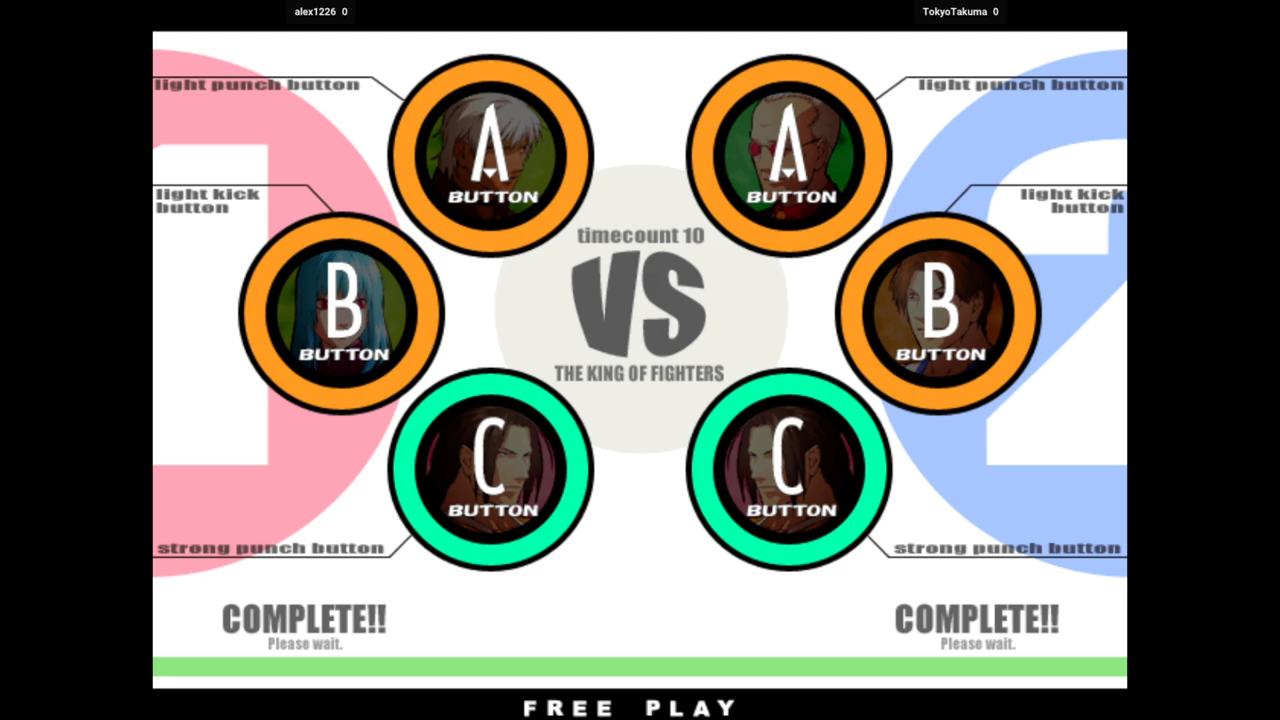 alex1226 0
TokyoTakuma 0
light punch button
light punch button
A
BUTTON
A
BUTTON
light kick
button
light kick
button
timecount 10
VS
THE KING OF FIGHTERS
B
BUTTON
B
BUTTON
1
2
C
BUTTON
C
BUTTON
strong punch button
strong punch button
COMPLETE!!
Please wait.
COMPLETE!!
Please wait.
FREE PLAY